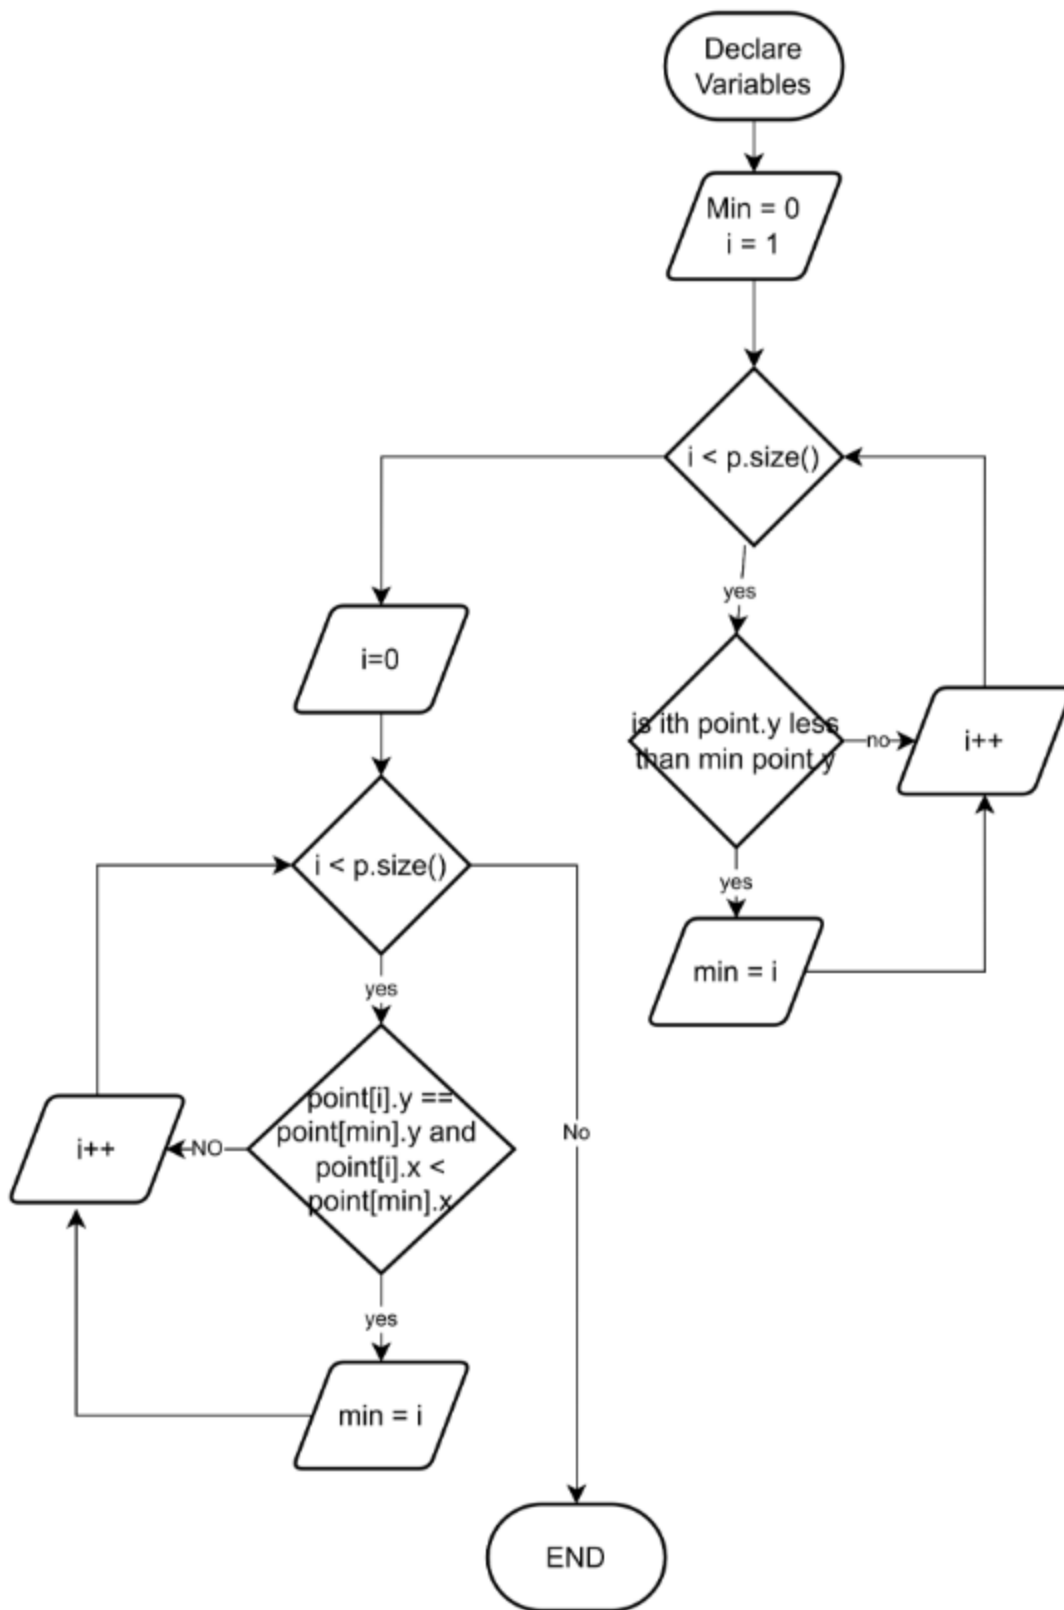 Declare
Variables
Min = 0
i = 1
i < p.size()
yes
is ith point.y less
than min point.y
no
i++
yes
min = i
i=0
i < p.size()
yes
No
point[i].y ==
point[min].y and
point[i].x <
point[min].x
NO
i++
yes
min = i
END